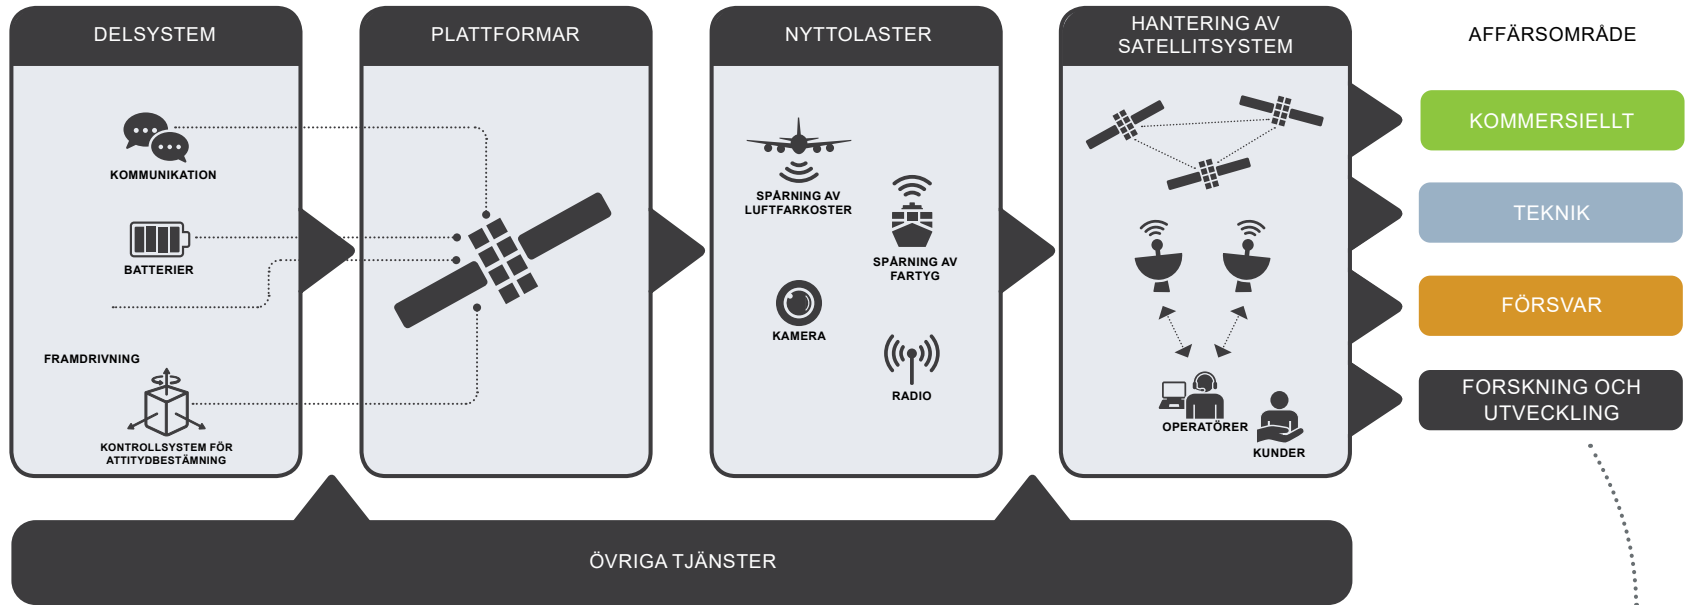 DELSYSTEM
KOMMUNIKATION
BATTERIER
FRAMDRIVNING
KONTROLLSYSTEM FÖR
ATTITYDBESTÄMNING
PLATTFORMAR
NYTTOLASTER
SPÅRNING AV
LUFTFARKOSTER
SPÅRNING AV
FARTYG
KAMERA
RADIO
HANTERING AV
SATELLITSYSTEM
OPERATÖRER
KUNDER
AFFÄRSOMRÅDE
KOMMERSIELLT
TEKNIK
FÖRSVAR
FORSKNING OCH
UTVECKLING
ÖVRIGA TJÄNSTER